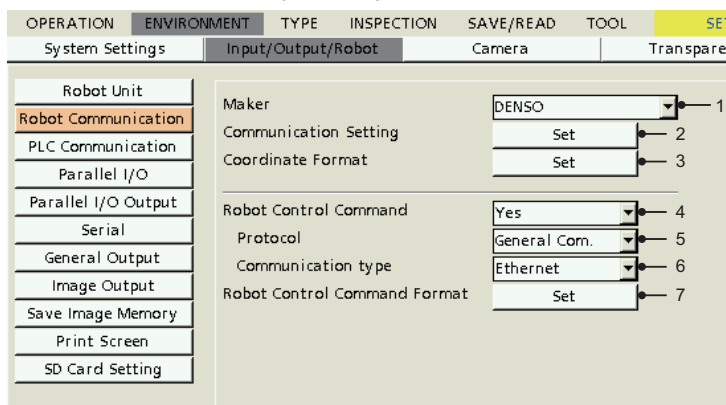 OPERATION ENVIRONMENT TYPE INSPECTION SAVE/READ TOOL SE
System Settings Input/Output/Robot Camera Transpare
Robot Unit
Robot Communication
PLC Communication
Parallel I/O
Parallel I/O Output
Serial
General Output
Image Output
Save Image Memory
Print Screen
SD Card Setting
Maker DENSO 1
Communication Setting Set 2
Coordinate Format Set 3
Robot Control Command Yes 4
Protocol General Com. 5
Communication type Ethernet 6
Robot Control Command Format Set 7